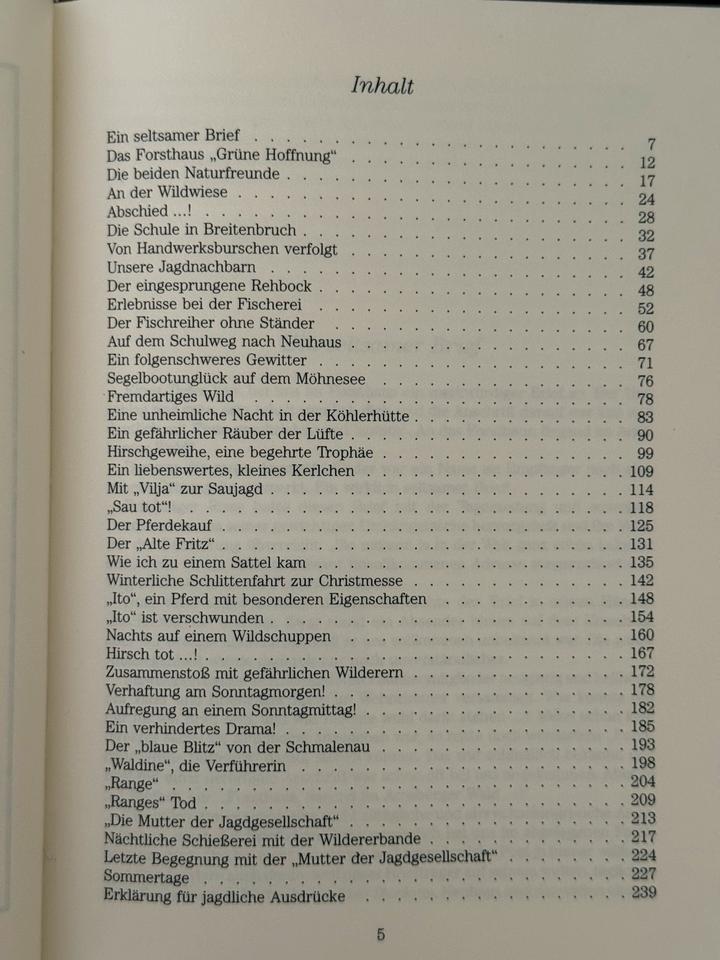 Inhalt
Ein seltsamer Brief . . . . . . . . . . . . . . . . . . . . 7
Das Forsthaus „Grüne Hoffnung“ . . . . . . . . . . . . . . . . 12
Die beiden Naturfreunde . . . . . . . . . . . . . . . . . . . 17
An der Wildwiese . . . . . . . . . . . . . . . . . . . . . 24
Abschied ...! . . . . . . . . . . . . . . . . . . . . . . 28
Die Schule in Breitenbruch . . . . . . . . . . . . . . . . . . 32
Von Handwerksburschen verfolgt . . . . . . . . . . . . . . . . 37
Unsere Jagdnachbarn . . . . . . . . . . . . . . . . . . . . 42
Der eingesprungene Rehbock . . . . . . . . . . . . . . . . . . 48
Erlebnisse bei der Fischerei . . . . . . . . . . . . . . . . . 52
Der Fischreiher ohne Ständer . . . . . . . . . . . . . . . . . 60
Auf dem Schulweg nach Neuhaus . . . . . . . . . . . . . . . . 67
Ein folgenschweres Gewitter . . . . . . . . . . . . . . . . . 71
Segelbootunglück auf dem Möhnesee . . . . . . . . . . . . . . . 76
Fremdartiges Wild . . . . . . . . . . . . . . . . . . . . . 78
Eine unheimliche Nacht in der Köhlerhütte . . . . . . . . . . . . . 83
Ein gefährlicher Räuber der Lüfte . . . . . . . . . . . . . . . . 90
Hirschgeweihe, eine begehrte Trophäe . . . . . . . . . . . . . . . 99
Ein liebenswertes, kleines Kerlchen . . . . . . . . . . . . . . . 109
Mit „Vilja“ zur Saujagd . . . . . . . . . . . . . . . . . . . 114
„Sau tot“! . . . . . . . . . . . . . . . . . . . . . . . 118
Der Pferdekauf . . . . . . . . . . . . . . . . . . . . . . 125
Der „Alte Fritz“ . . . . . . . . . . . . . . . . . . . . . 131
Wie ich zu einem Sattel kam . . . . . . . . . . . . . . . . . 135
Winterliche Schlittenfahrt zur Christmesse . . . . . . . . . . . . . 142
„Ito“, ein Pferd mit besonderen Eigenschaften . . . . . . . . . . . . 148
„Ito“ ist verschwunden . . . . . . . . . . . . . . . . . . . 154
Nachts auf einem Wildschuppen . . . . . . . . . . . . . . . . 160
Hirsch tot ...! . . . . . . . . . . . . . . . . . . . . . . 167
Zusammenstoß mit gefährlichen Wilderern . . . . . . . . . . . . . 172
Verhaftung am Sonntagmorgen! . . . . . . . . . . . . . . . . . 178
Aufregung an einem Sonntagmittag! . . . . . . . . . . . . . . . 182
Ein verhindertes Drama! . . . . . . . . . . . . . . . . . . . 185
Der „blaue Blitz“ von der Schmalenau . . . . . . . . . . . . . . . 193
„Waldine“, die Verführerin . . . . . . . . . . . . . . . . . . 198
„Range“ . . . . . . . . . . . . . . . . . . . . . . . . 204
„Ranges“ Tod . . . . . . . . . . . . . . . . . . . . . . 209
„Die Mutter der Jagdgesellschaft“ . . . . . . . . . . . . . . . . 213
Nächtliche Schießerei mit der Wildererbande . . . . . . . . . . . . 217
Letzte Begegnung mit der „Mutter der Jagdgesellschaft“ . . . . . . . . 224
Sommertage . . . . . . . . . . . . . . . . . . . . . . . 227
Erklärung für jagdliche Ausdrücke . . . . . . . . . . . . . . . . 239
5